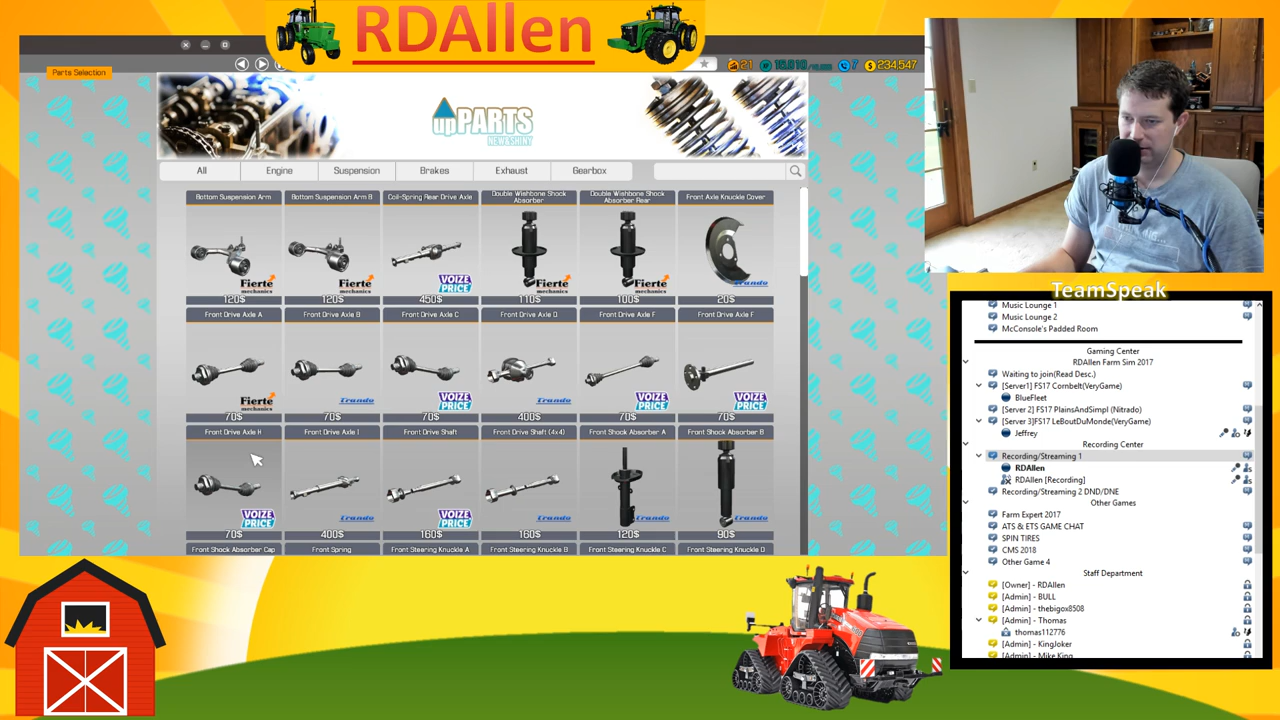 RDAllen
Parts Selection
21
7
$ 234,547
upPARTS
NEW&SHINY
All
Engine
Suspension
Brakes
Exhaust
Gearbox
Bottom Suspension Arm
Bottom Suspension Arm B
Coil-Spring Rear Drive Axle
Double Wishbone Shock Absorber
Double Wishbone Shock Absorber Rear
Front Axle Knuckle Cover
Fierté mechanics
Fierté mechanics
VOIZE PRICE
Fierté mechanics
Fierté mechanics
Trando
120$
120$
450$
110$
100$
20$
Front Drive Axle A
Front Drive Axle B
Front Drive Axle C
Front Drive Axle D
Front Drive Axle F
Front Drive Axle F
Fierté mechanics
Trando
VOIZE PRICE
Trando
VOIZE PRICE
VOIZE PRICE
70$
70$
70$
400$
70$
70$
Front Drive Axle H
Front Drive Axle I
Front Drive Shaft
Front Drive Shaft (4x4)
Front Shock Absorber A
Front Shock Absorber B
VOIZE PRICE
Trando
VOIZE PRICE
Trando
Trando
Trando
70$
400$
160$
160$
120$
90$
Front Shock Absorber Cap
Front Spring
Front Steering Knuckle A
Front Steering Knuckle B
Front Steering Knuckle C
Front Steering Knuckle D
TeamSpeak
Music Lounge 1
Music Lounge 2
McConsole's Padded Room
Gaming Center
RDAllen Farm Sim 2017
Waiting to join(Read Desc.)
[Server1] FS17 Cornbelt(VeryGame)
BlueFleet
[Server 2] FS17 PlainsAndSimpl (Nitrado)
[Server 3]FS17 LeBoutDuMonde(VeryGame)
Jeffrey
Recording Center
Recording/Streaming 1
RDAllen
RDAllen [Recording]
Recording/Streaming 2 DND/DNE
Other Games
Farm Expert 2017
ATS & ETS GAME CHAT
SPIN TIRES
CMS 2018
Other Game 4
Staff Department
[Owner] - RDAllen
[Admin] - BULL
[Admin] - thebigox8508
[Admin] - Thomas
thomas112776
[Admin] - KingJoker
[Admin] - Mike King